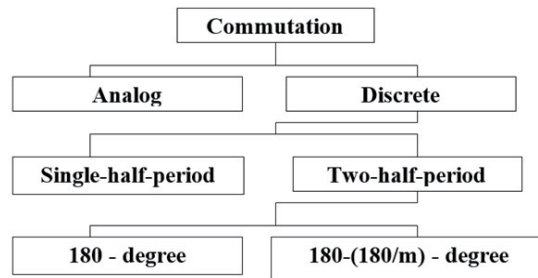 Commutation
Analog
Discrete
Single-half-period
Two-half-period
180 - degree
180-(180/m) - degree